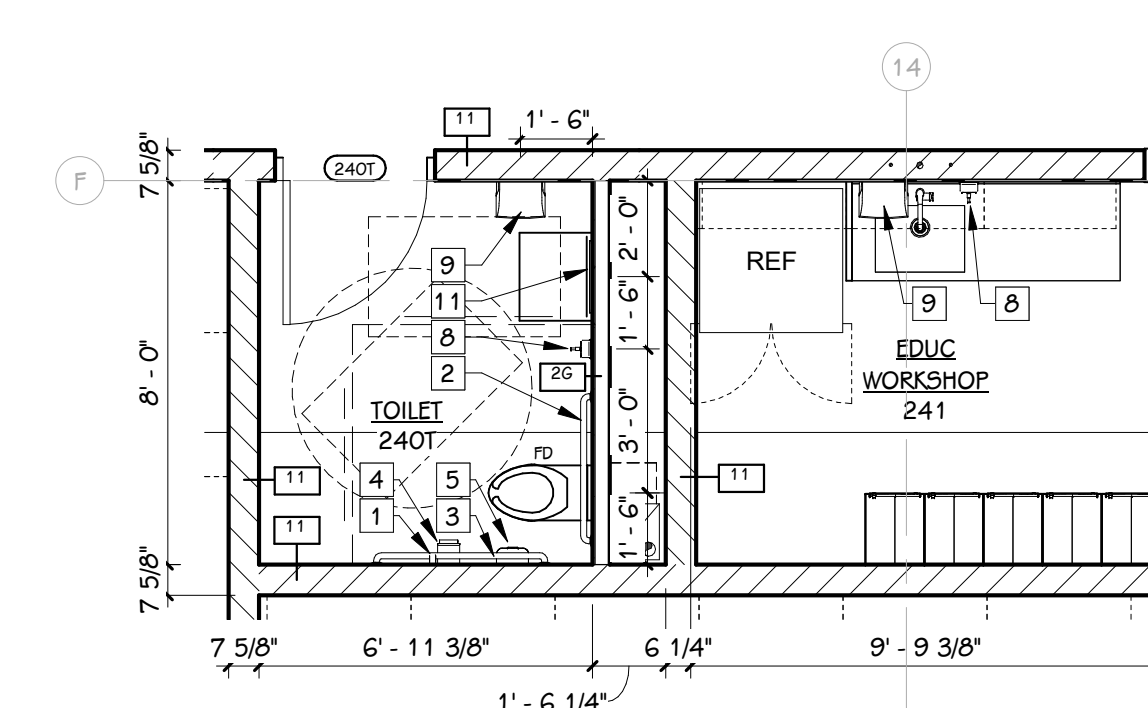 14
11
1' - 6"
7 5/8"
240T
F
2' - 0"
9
REF
11
1' - 6"
9
8
8
EDUC
2G
2
WORKSHOP
8' - 0"
TOILET
241
240T
3' - 0"
FD
11
4
5
11
1
3
11
1' - 6"
7 5/8"
7 5/8"
6' - 11 3/8"
6 1/4"
9' - 9 3/8"
1' - 6 1/4"